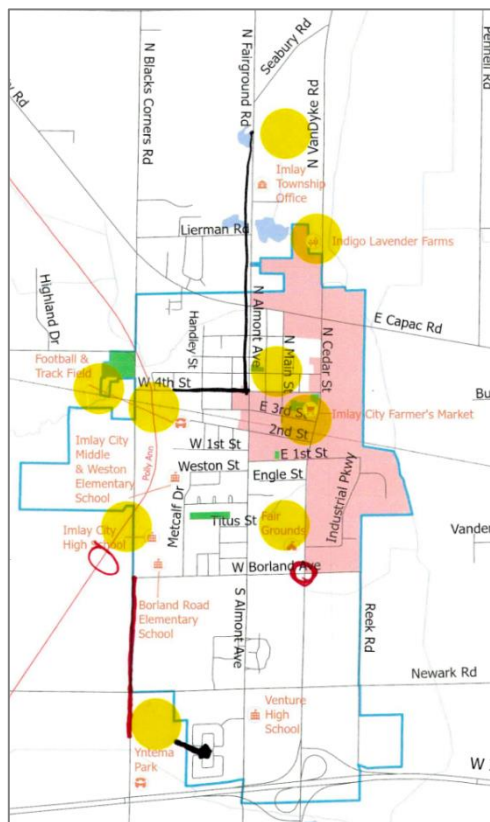 N Blacks Corners Rd
N Fairground Rd
Seabury Rd
N VanDyke Rd
Imlay
Township
Office
Lierman Rd
Indigo Lavender Farms
Highland Dr
Handley St
N Almont Ave
N Main St
N Cedar St
E Capac Rd
Football &
Track Field
W 4th St
E 3rd St
Imlay City Farmer's Market
2nd St
Imlay City
Middle
& Weston
Elementary
School
Polly Ann
W 1st St
E 1st St
Weston St
Engle St
Metcalf Dr
Titus St
Fair
Grounds
Industrial Pkwy
Imlay City
High School
W Borland Ave
Borland Road
Elementary
School
S Almont Ave
Reek Rd
Newark Rd
Venture
High
School
Yntema
Park
W